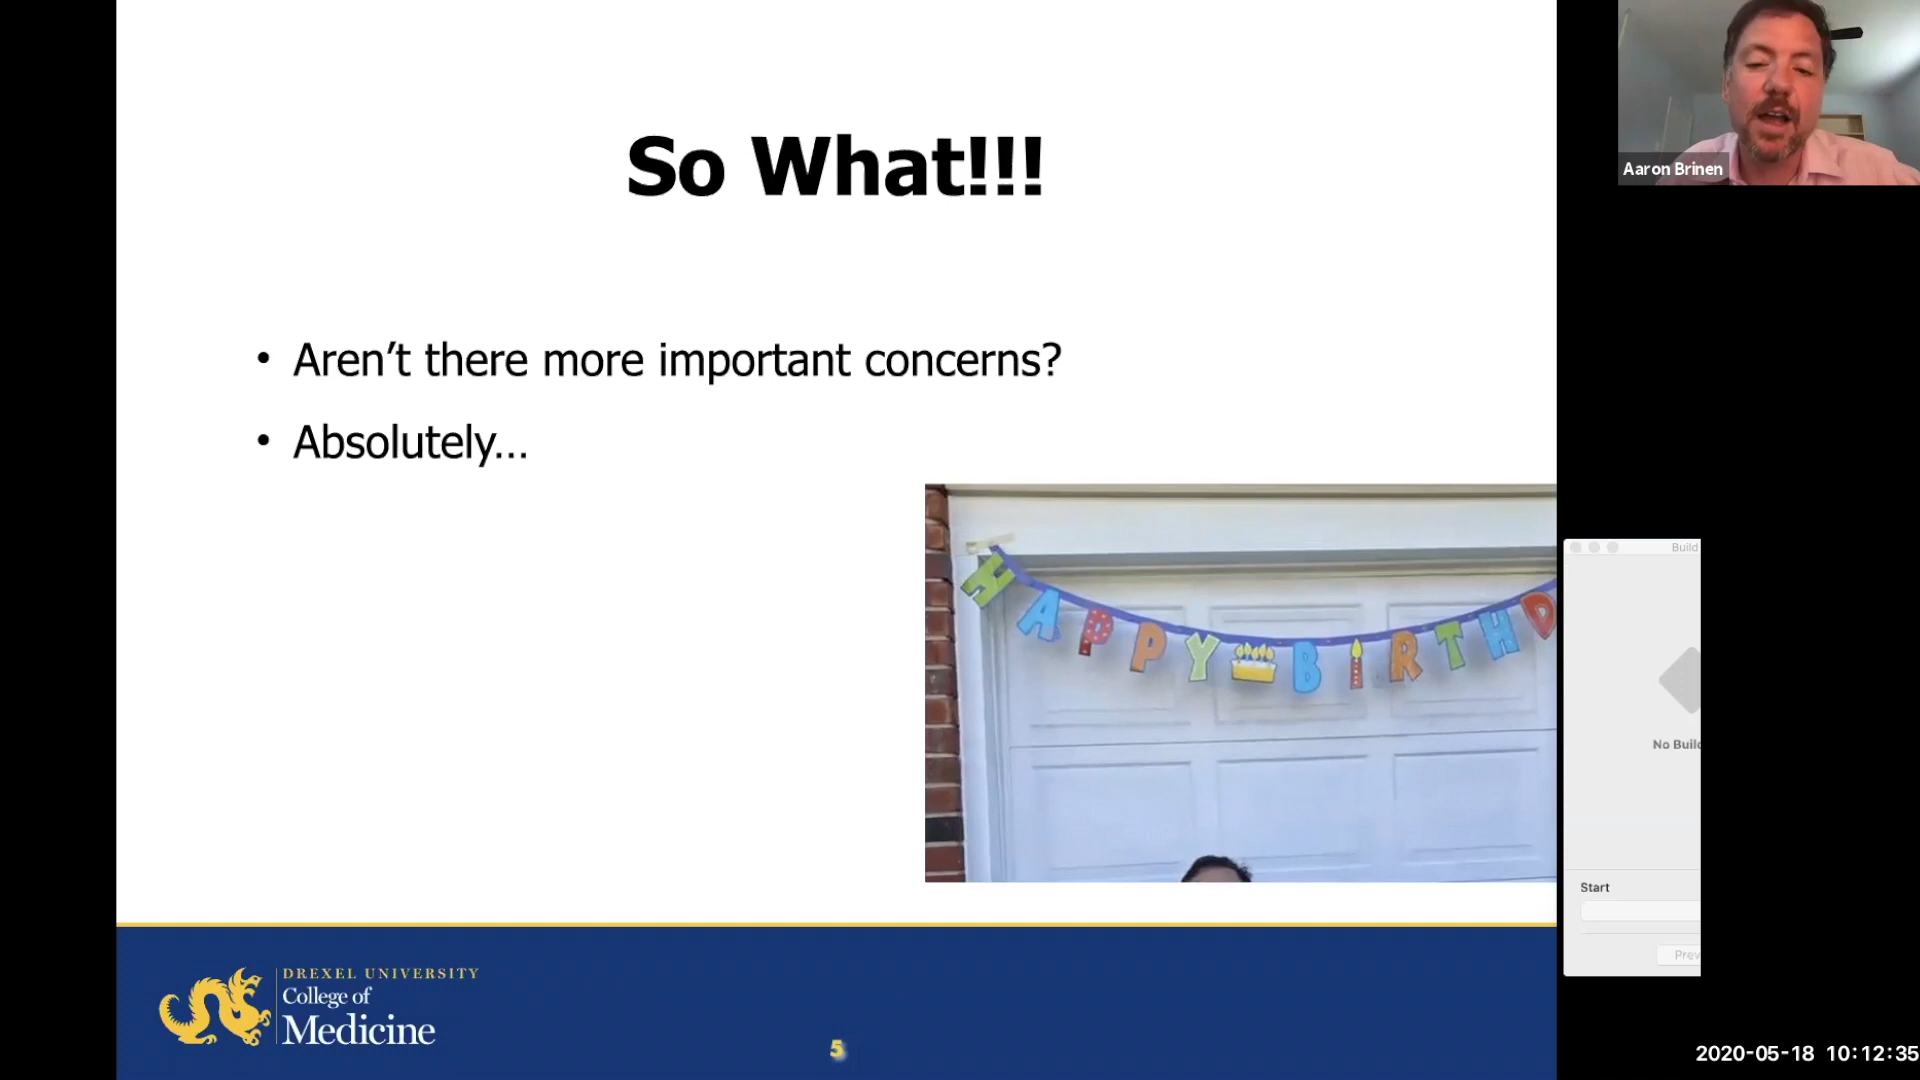 So What!!!
• Aren’t there more important concerns?
• Absolutely...
HAPPY BIRTHD
DREXEL UNIVERSITY
College of
Medicine
5
Aaron Brinen
Build
No Buil
Start
Prev
2020-05-18 10:12:35